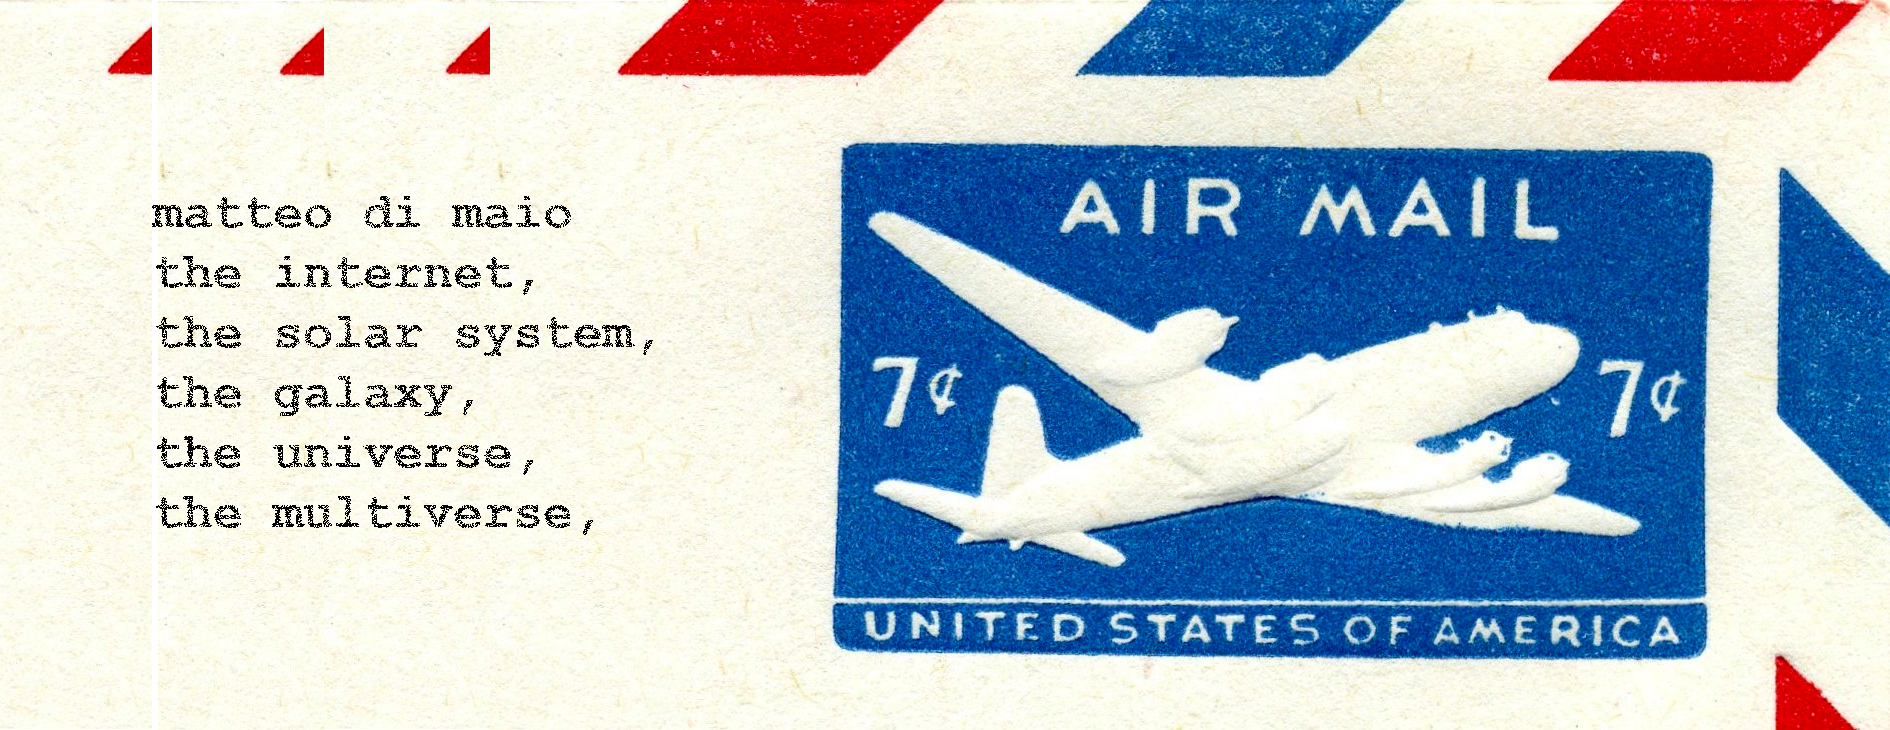 matteo di maio
the internet,
the solar system,
the galaxy,
the universe,
the multiverse,
AIR MAIL
7¢
7¢
UNITED STATES OF AMERICA